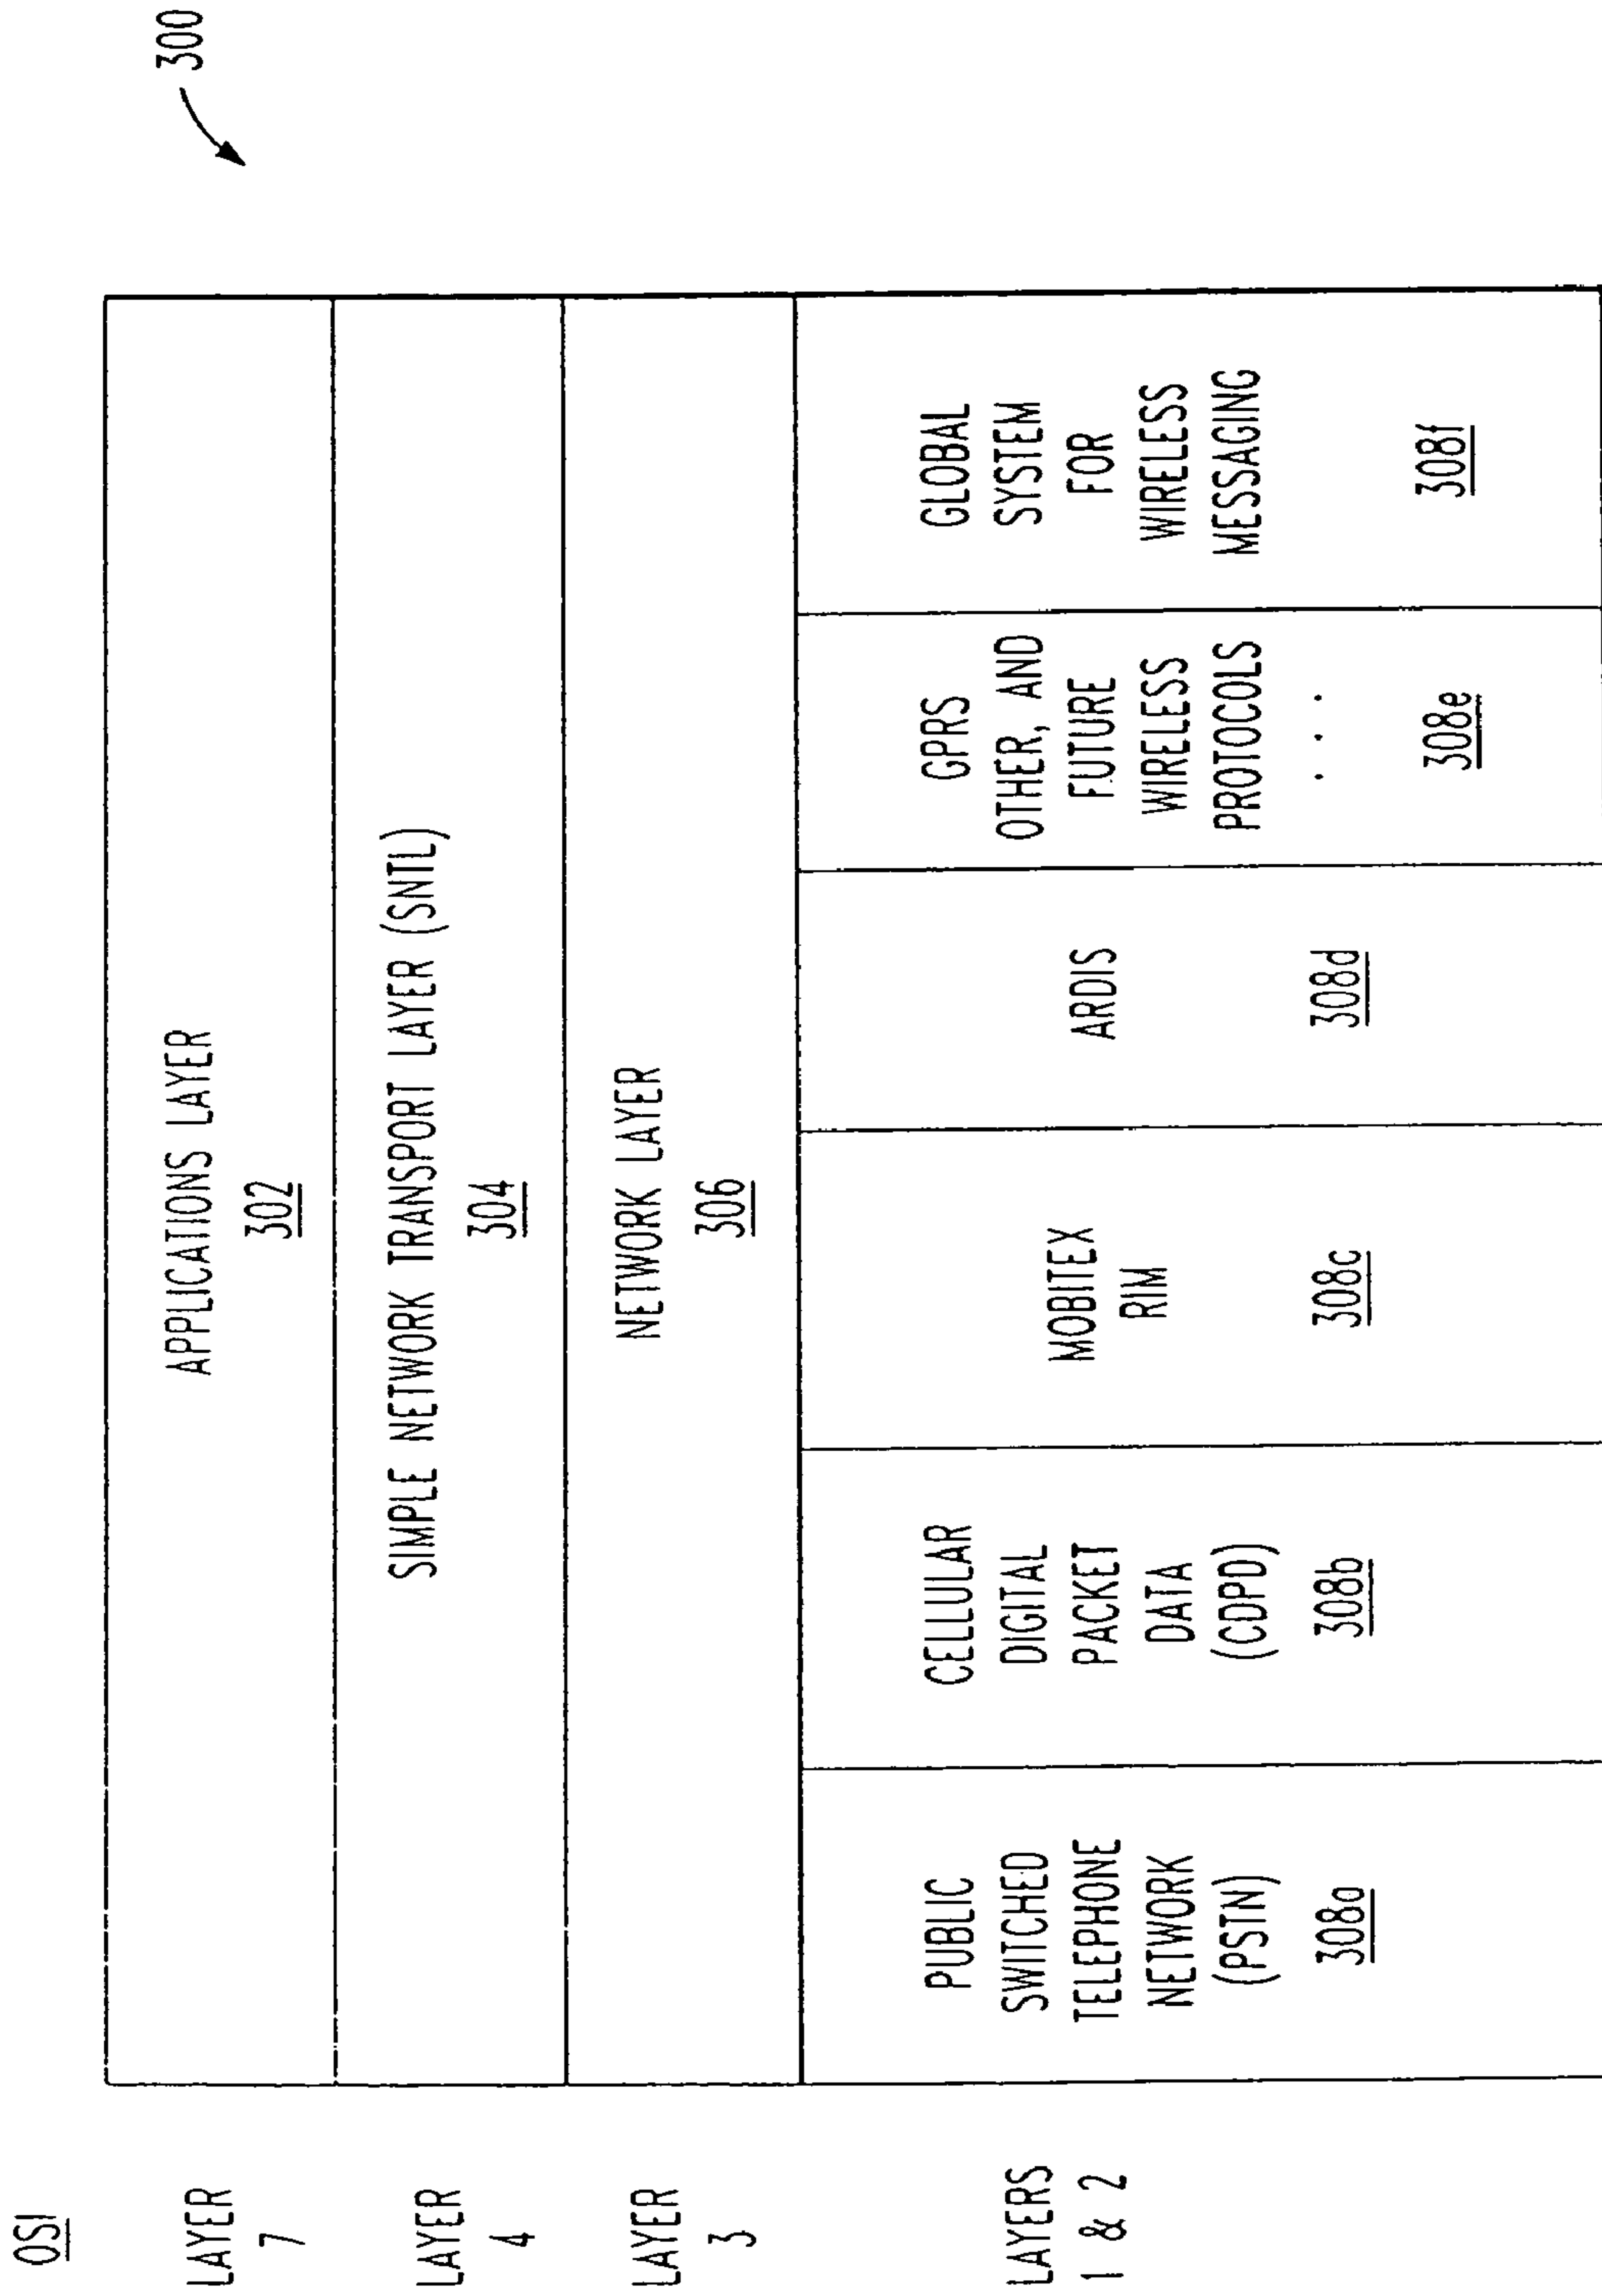 300
OSI
LAYER
7
APPLICATIONS LAYER
302
LAYER
4
SIMPLE NETWORK TRANSPORT LAYER (SNTL)
304
LAYER
3
NETWORK LAYER
306
LAYERS
1 & 2
PUBLIC
SWITCHED
TELEPHONE
NETWORK
(PSTN)
308a
CELLULAR
DIGITAL
PACKET
DATA
(CDPD)
308b
MOBITEX
RIM
308c
ARDIS
308d
GPRS
OTHER, AND
FUTURE
WIRELESS
PROTOCOLS
. . .
308e
GLOBAL
SYSTEM
FOR
WIRELESS
MESSAGING
308f